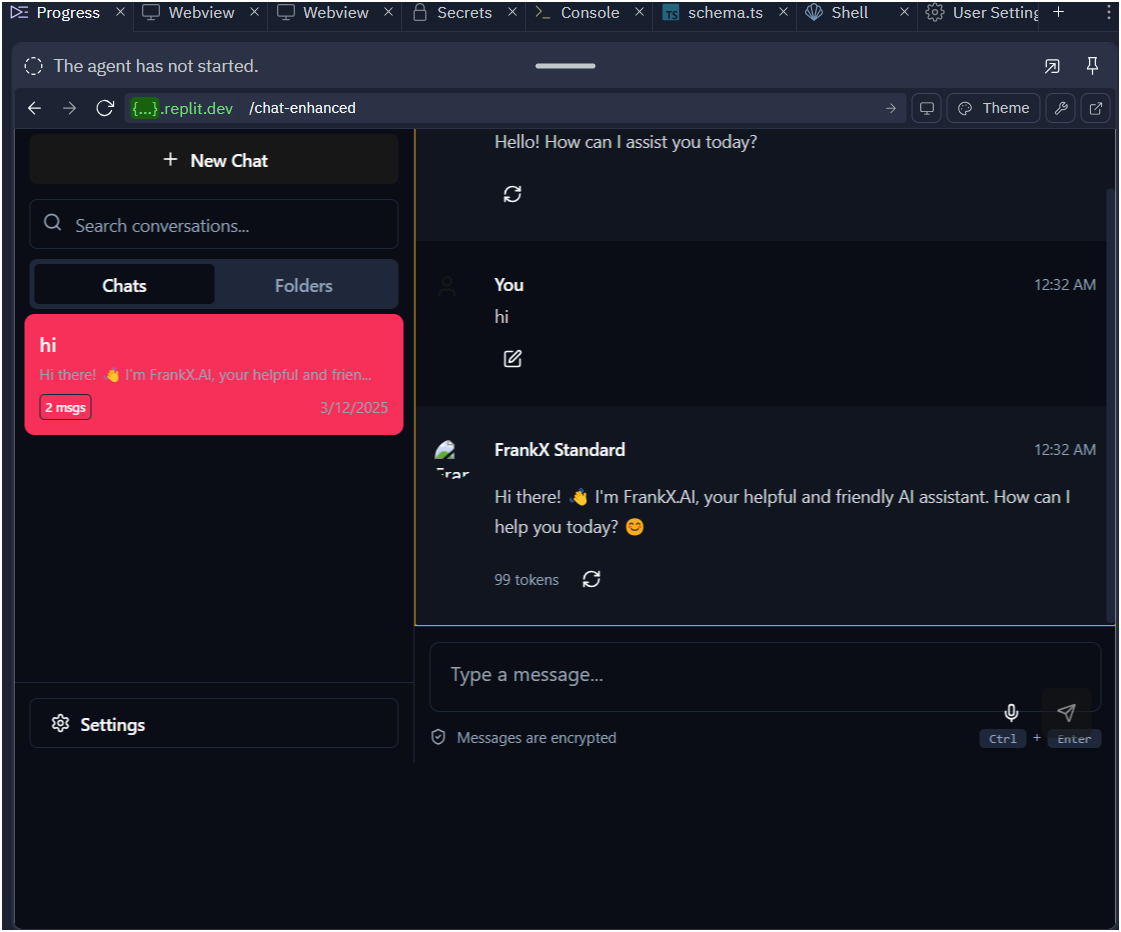 Progress
Webview
Webview
Secrets
Console
TS schema.ts
Shell
User Setting
The agent has not started.
{...}.replit.dev /chat-enhanced
Theme
+ New Chat
Search conversations...
Chats
Folders
hi
Hi there! 👋 I'm FrankX.AI, your helpful and frien...
2 msgs
3/12/2025
Settings
Hello! How can I assist you today?
You
12:32 AM
hi
FrankX Standard
12:32 AM
Hi there! 👋 I'm FrankX.AI, your helpful and friendly AI assistant. How can I
help you today? 😊
99 tokens
Type a message...
Messages are encrypted
Ctrl + Enter